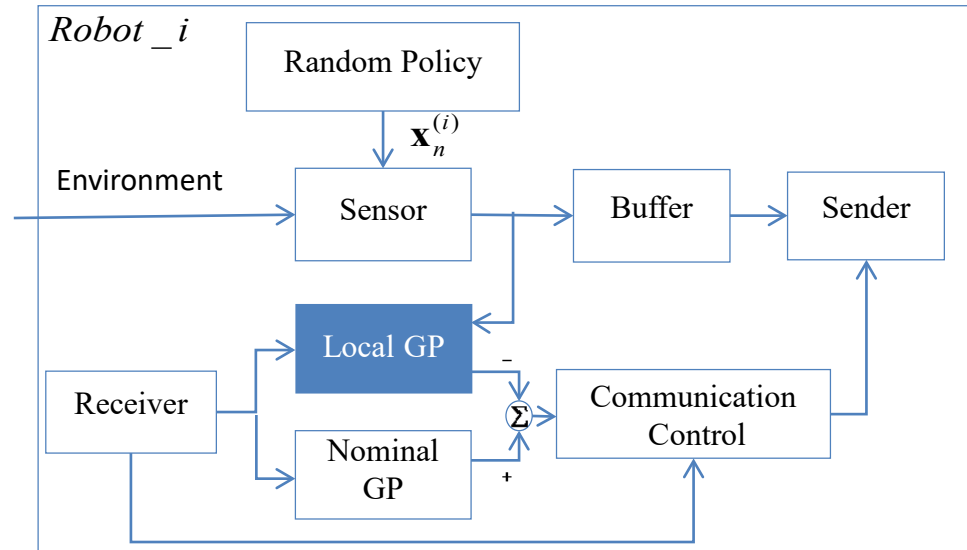 Robot _ i
Random Policy
x_n^{(i)}
Environment
Sensor
Buffer
Sender
Local GP
−
Receiver
Σ
Communication
Control
Nominal
GP
+